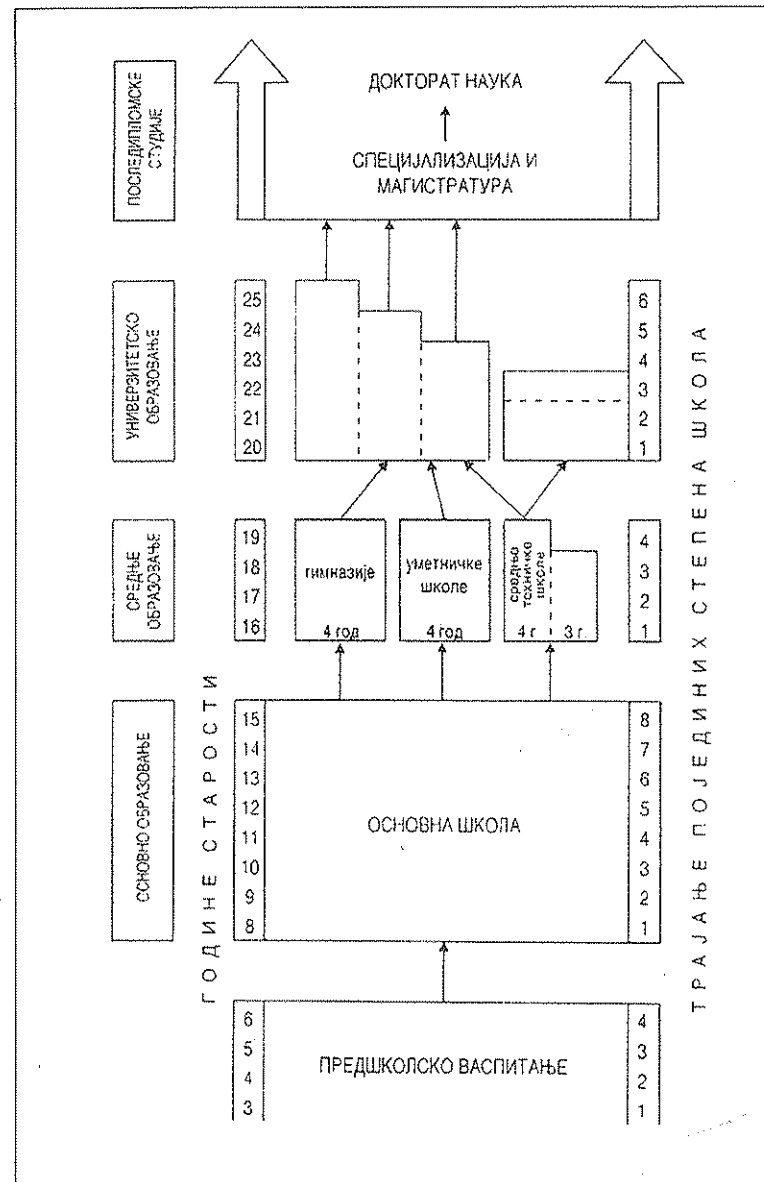 ПОСЛЕДИПЛОМСКЕ
СТУДИЈЕ
ДОКТОРАТ НАУКА
СПЕЦИЈАЛИЗАЦИЈА И
МАГИСТРАТУРА
УНИВЕРЗИТЕТСКО
ОБРАЗОВАЊЕ
25
24
23
22
21
20
6
5
4
3
2
1
СРЕДЊЕ
ОБРАЗОВАЊЕ
19
18
17
16
гимназије
4 год
уметничке
школе
4 год
средњо
техничке
школе
4 г.
3 г.
4
3
2
1
ОСНОВНО ОБРАЗОВАЊЕ
ГОДИНЕ СТАРОСТИ
15
14
13
12
11
10
9
8
ОСНОВНА ШКОЛА
8
7
6
5
4
3
2
1
ТРАЈАЊЕ ПОЈЕДИНИХ СТЕПЕНА ШКОЛА
6
5
4
3
ПРЕДШКОЛСКО ВАСПИТАЊЕ
4
3
2
1